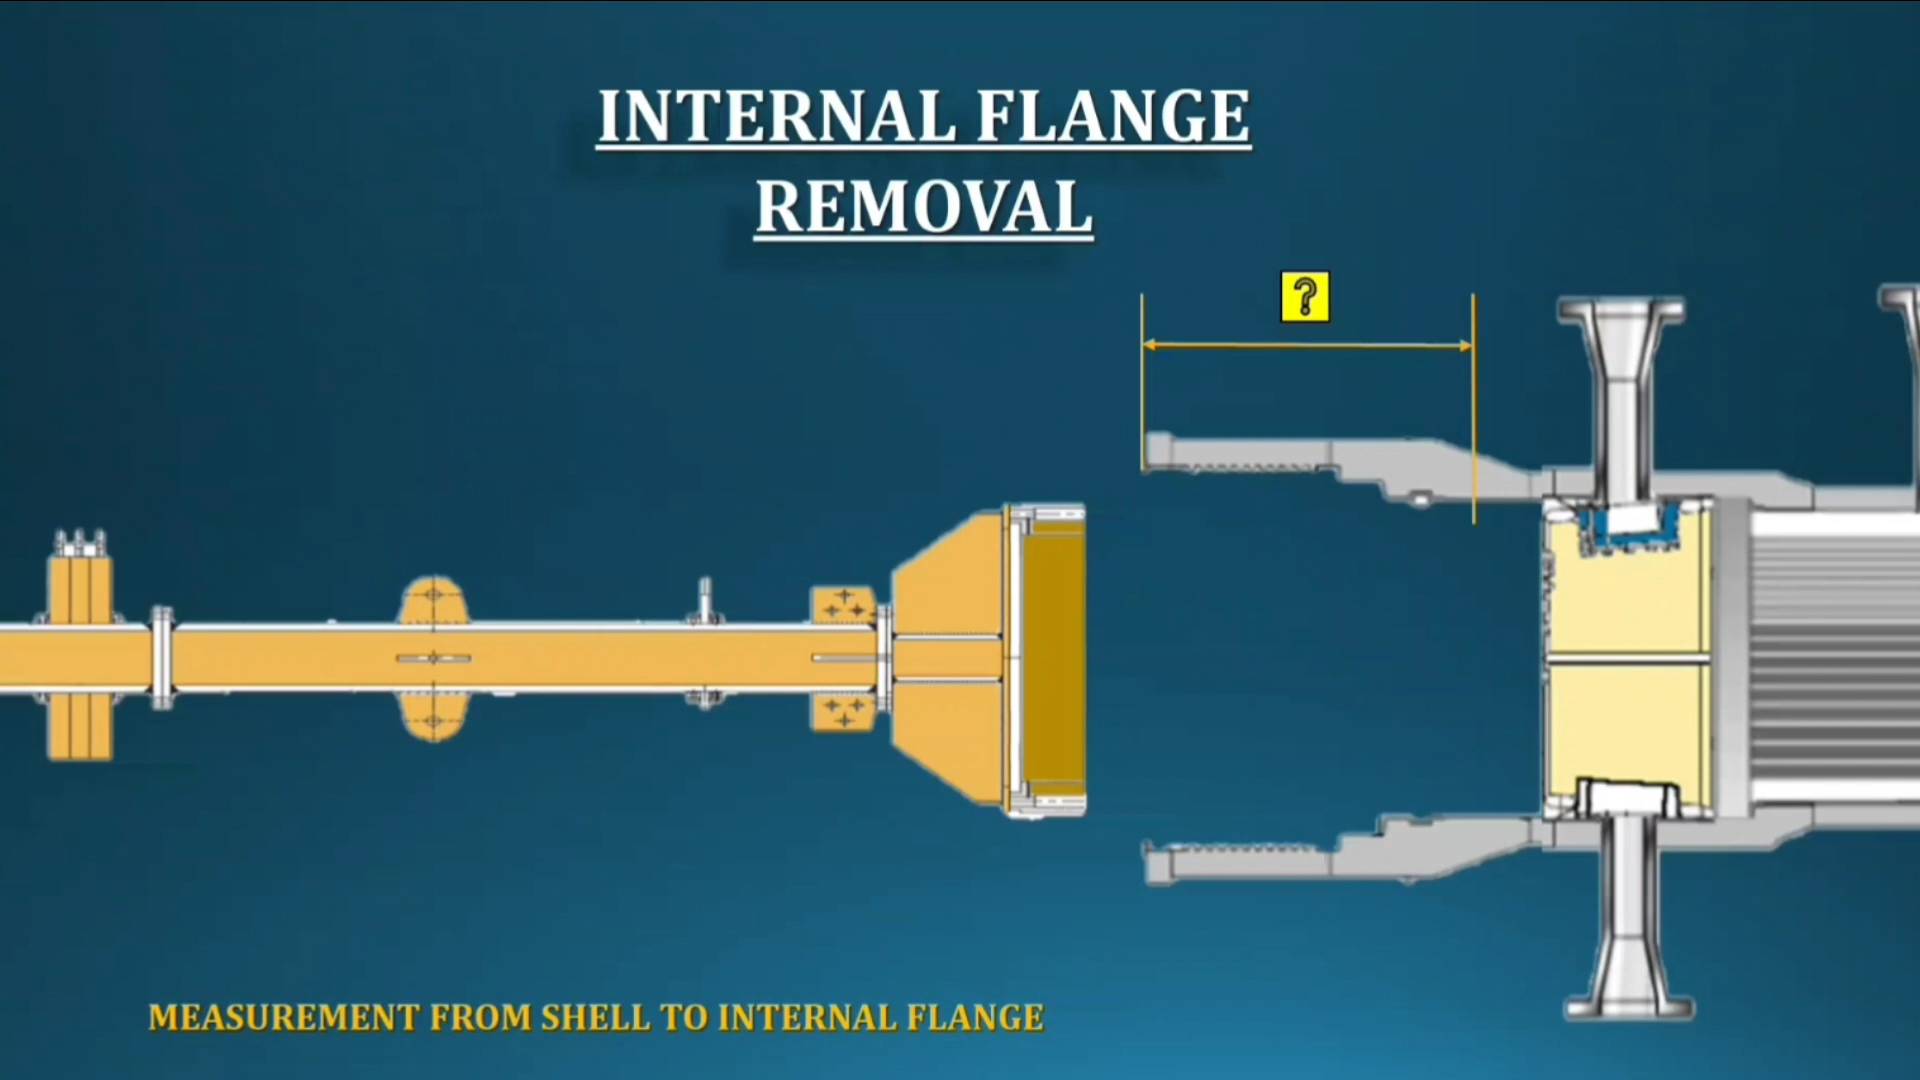 INTERNAL FLANGE
REMOVAL
?
MEASUREMENT FROM SHELL TO INTERNAL FLANGE